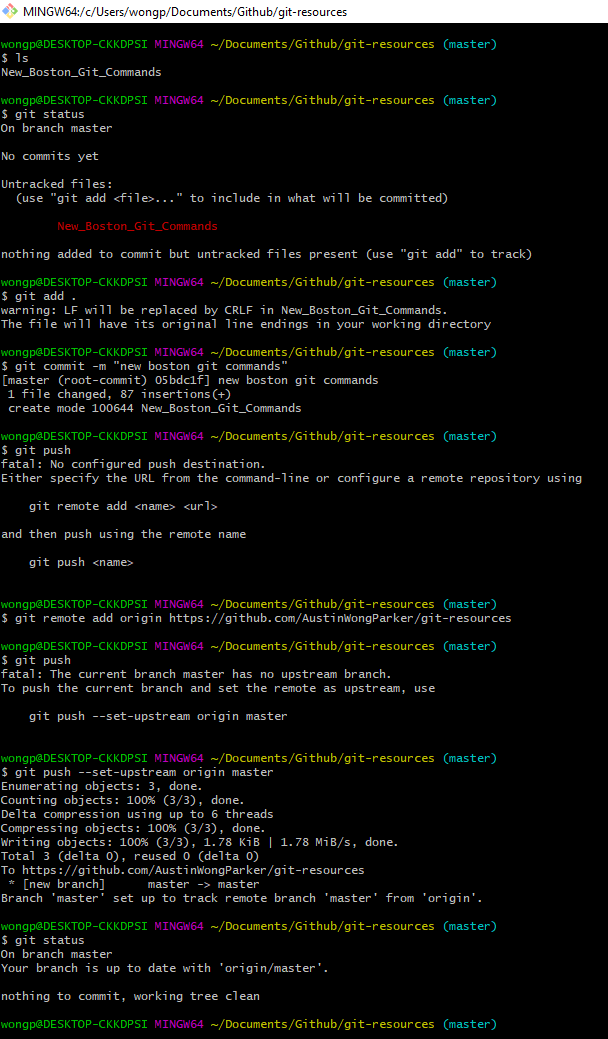 MINGW64:/c/Users/wongp/Documents/Github/git-resources
wongp@DESKTOP-CKKDPSI MINGW64 ~/Documents/Github/git-resources (master)
$ ls
New_Boston_Git_Commands
wongp@DESKTOP-CKKDPSI MINGW64 ~/Documents/Github/git-resources (master)
$ git status
On branch master
No commits yet
Untracked files:
  (use "git add <file>..." to include in what will be committed)
        New_Boston_Git_Commands
nothing added to commit but untracked files present (use "git add" to track)
wongp@DESKTOP-CKKDPSI MINGW64 ~/Documents/Github/git-resources (master)
$ git add .
warning: LF will be replaced by CRLF in New_Boston_Git_Commands.
The file will have its original line endings in your working directory
wongp@DESKTOP-CKKDPSI MINGW64 ~/Documents/Github/git-resources (master)
$ git commit -m "new boston git commands"
[master (root-commit) 05bdc1f] new boston git commands
 1 file changed, 87 insertions(+)
 create mode 100644 New_Boston_Git_Commands
wongp@DESKTOP-CKKDPSI MINGW64 ~/Documents/Github/git-resources (master)
$ git push
fatal: No configured push destination.
Either specify the URL from the command-line or configure a remote repository using
    git remote add <name> <url>
and then push using the remote name
    git push <name>
wongp@DESKTOP-CKKDPSI MINGW64 ~/Documents/Github/git-resources (master)
$ git remote add origin https://github.com/AustinWongParker/git-resources
wongp@DESKTOP-CKKDPSI MINGW64 ~/Documents/Github/git-resources (master)
$ git push
fatal: The current branch master has no upstream branch.
To push the current branch and set the remote as upstream, use
    git push --set-upstream origin master
wongp@DESKTOP-CKKDPSI MINGW64 ~/Documents/Github/git-resources (master)
$ git push --set-upstream origin master
Enumerating objects: 3, done.
Counting objects: 100% (3/3), done.
Delta compression using up to 6 threads
Compressing objects: 100% (3/3), done.
Writing objects: 100% (3/3), 1.78 KiB | 1.78 MiB/s, done.
Total 3 (delta 0), reused 0 (delta 0)
To https://github.com/AustinWongParker/git-resources
 * [new branch]      master -> master
Branch 'master' set up to track remote branch 'master' from 'origin'.
wongp@DESKTOP-CKKDPSI MINGW64 ~/Documents/Github/git-resources (master)
$ git status
On branch master
Your branch is up to date with 'origin/master'.
nothing to commit, working tree clean
wongp@DESKTOP-CKKDPSI MINGW64 ~/Documents/Github/git-resources (master)